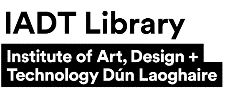 IADT Library
Institute of Art, Design +
Technology Dún Laoghaire